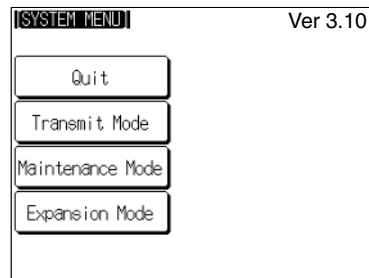 [SYSTEM MENU]
Ver 3.10
Quit
Transmit Mode
Maintenance Mode
Expansion Mode